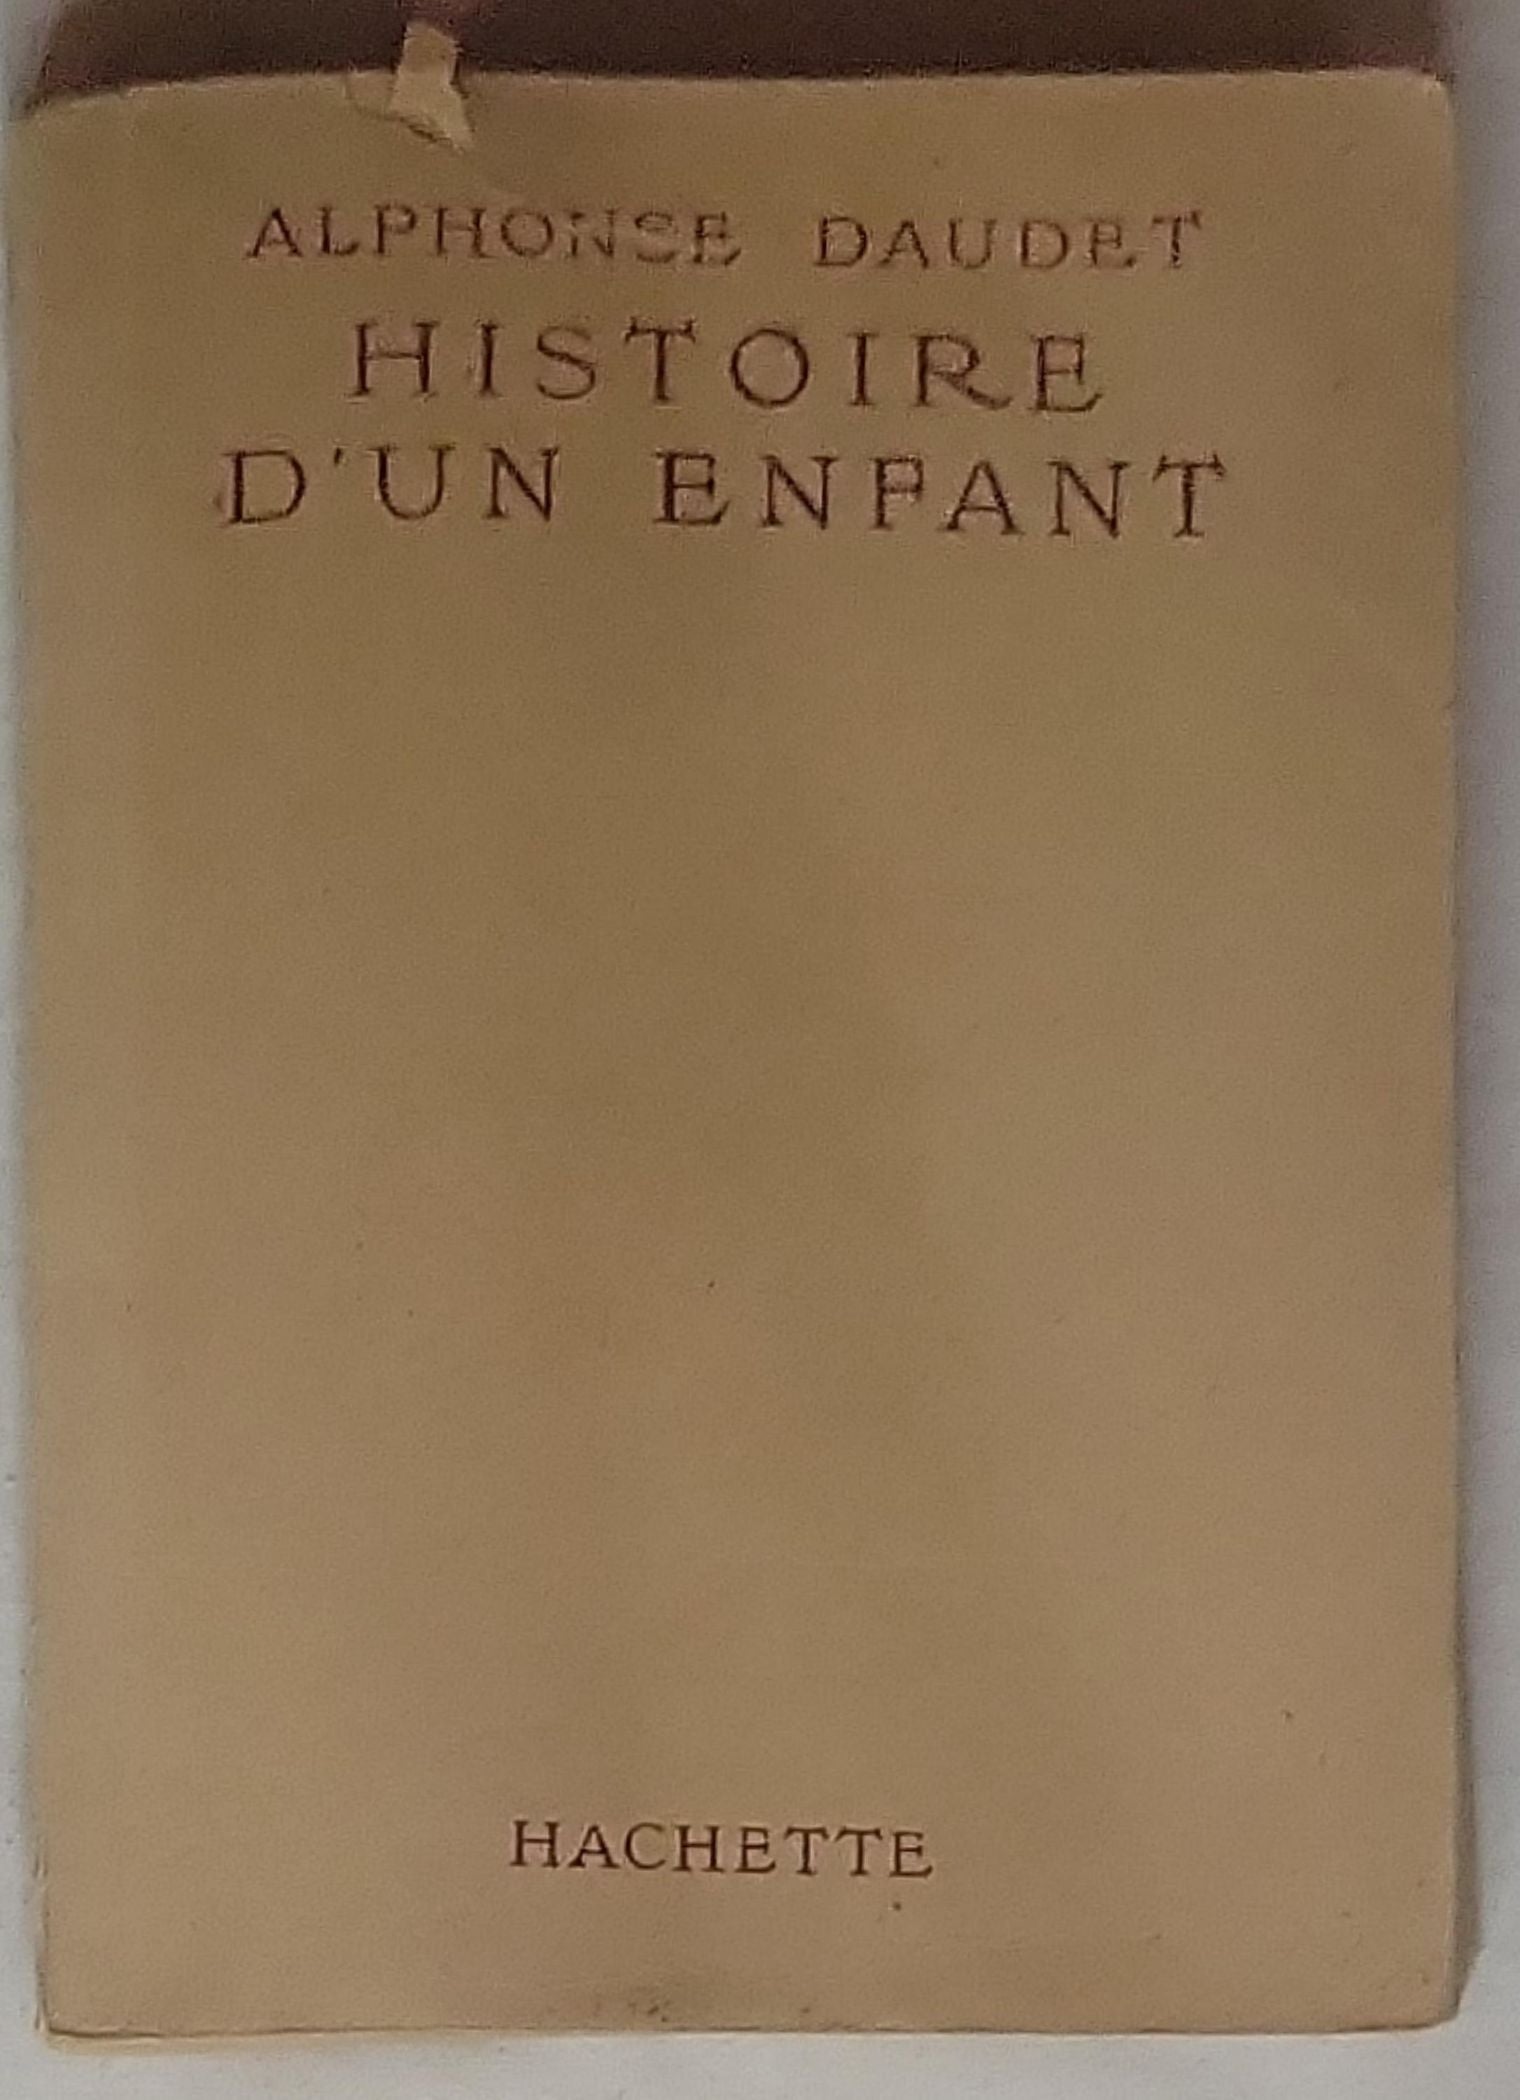 ALPHONSE DAUDET
HISTOIRE
D'UN ENFANT
HACHETTE